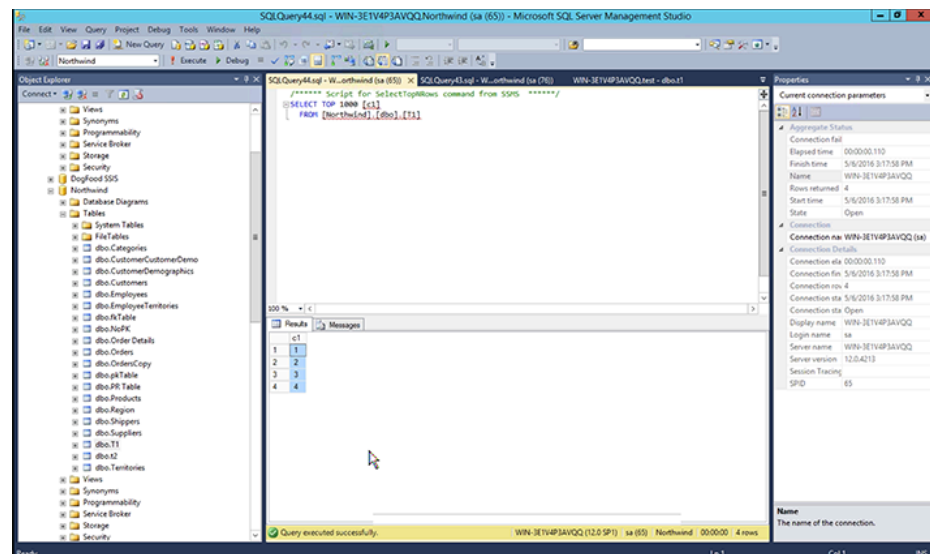 SQLQuery44.sql - WIN-3E1V4P3AVQQ.Northwind (sa (65)) - Microsoft SQL Server Management Studio
File Edit View Query Project Debug Tools Window Help
New Query
Northwind Execute Debug
Object Explorer
Connect
Views
Synonyms
Programmability
Service Broker
Storage
Security
DogFood SSIS
Northwind
Database Diagrams
Tables
System Tables
FileTables
dbo.Categories
dbo.CustomerCustomerDemo
dbo.CustomerDemographics
dbo.Customers
dbo.Employees
dbo.EmployeeTerritories
dbo.fkTable
dbo.NoPK
dbo.Order Details
dbo.Orders
dbo.OrdersCopy
dbo.pkTable
dbo.PR Table
dbo.Products
dbo.Region
dbo.Shippers
dbo.Suppliers
dbo.T1
dbo.t2
dbo.Territories
Views
Synonyms
Programmability
Service Broker
Storage
Security
SQLQuery44.sql - W...orthwind (sa (65)) SQLQuery43.sql - W...orthwind (sa (76)) WIN-3E1V4P3AVQQ.test - dbo.t1
/****** Script for SelectTopNRows command from SSMS ******/
SELECT TOP 1000 [c1]
FROM [Northwind].[dbo].[T1]
100 %
Results Messages
c1
1 1
2 2
3 3
4 4
Query executed successfully. WIN-3E1V4P3AVQQ (12.0 SP1) sa (65) Northwind 00:00:00 4 rows
Properties
Current connection parameters
Aggregate Status
Connection fail
Elapsed time 00:00:00.110
Finish time 5/6/2016 3:17:58 PM
Name WIN-3E1V4P3AVQQ
Rows returned 4
Start time 5/6/2016 3:17:58 PM
State Open
Connection
Connection na WIN-3E1V4P3AVQQ (sa)
Connection Details
Connection ela 00:00:00.110
Connection fin 5/6/2016 3:17:58 PM
Connection rov 4
Connection sta 5/6/2016 3:17:58 PM
Connection sta Open
Display name WIN-3E1V4P3AVQQ
Login name sa
Server name WIN-3E1V4P3AVQQ
Server version 12.0.4213
Session Tracing
SPID 65
Name
The name of the connection.